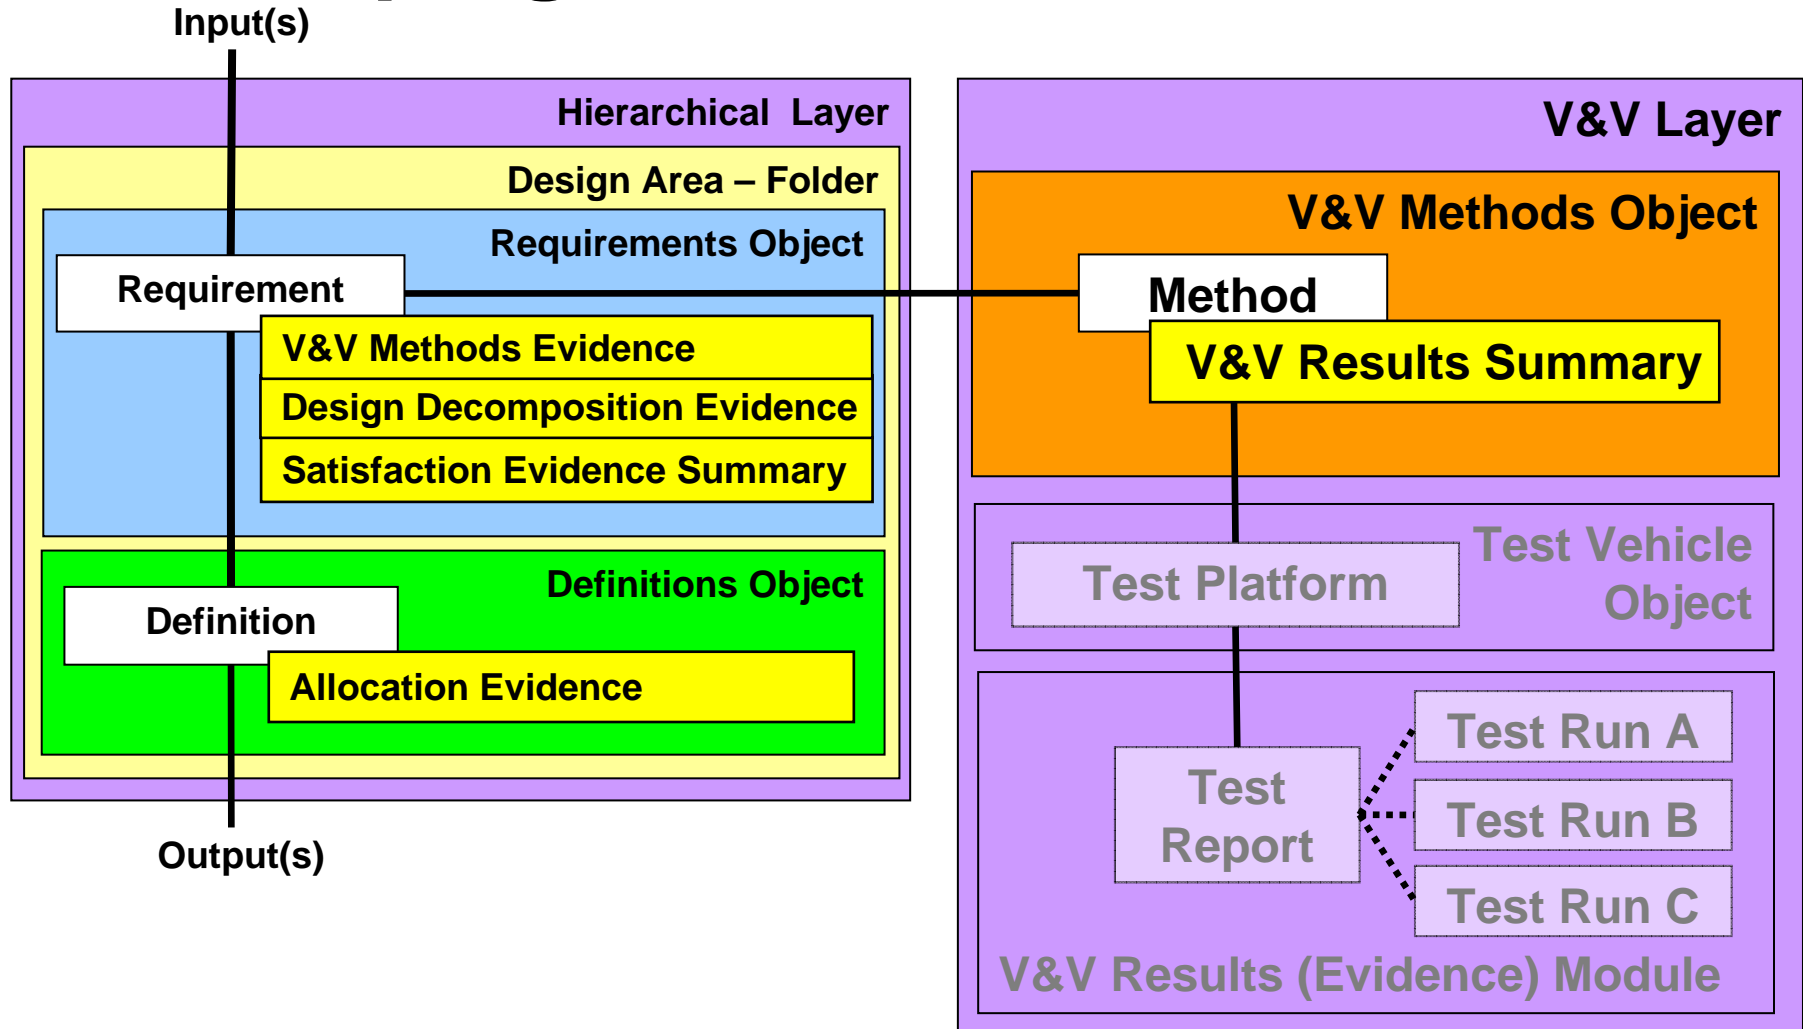 Input(s)
Hierarchical Layer
Design Area – Folder
Requirements Object
Requirement
V&V Methods Evidence
Design Decomposition Evidence
Satisfaction Evidence Summary
Definitions Object
Definition
Allocation Evidence
Output(s)
V&V Layer
V&V Methods Object
Method
V&V Results Summary
Test Vehicle
Object
Test Platform
Test
Report
Test Run A
Test Run B
Test Run C
V&V Results (Evidence) Module